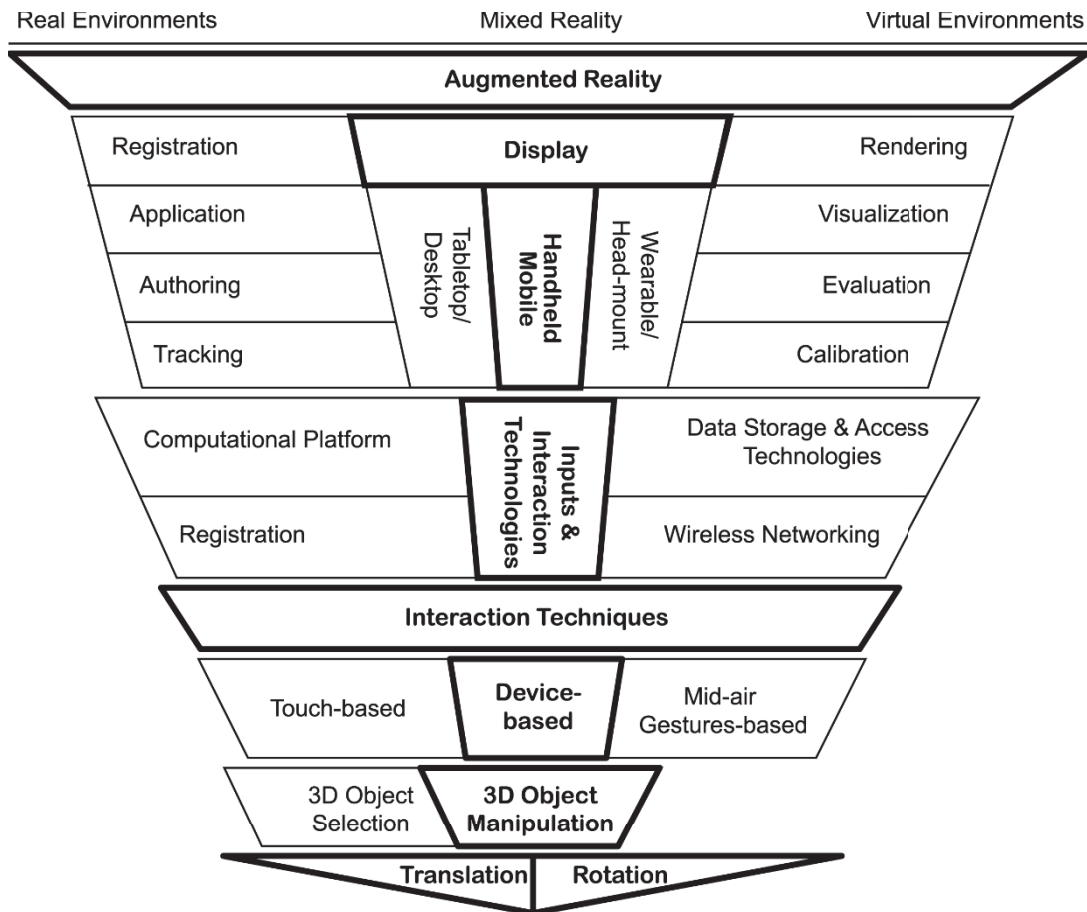 Real Environments
Mixed Reality
Virtual Environments
Augmented Reality
Registration
Display
Rendering
Application
Visualization
Authoring
Evaluation
Tracking
Calibration
Tabletop/
Desktop
Handheld
Mobile
Wearable/
Head-mount
Computational Platform
Inputs &
Interaction
Technologies
Data Storage & Access
Technologies
Registration
Wireless Networking
Interaction Techniques
Touch-based
Device-
based
Mid-air
Gestures-based
3D Object
Selection
3D Object
Manipulation
Translation
Rotation